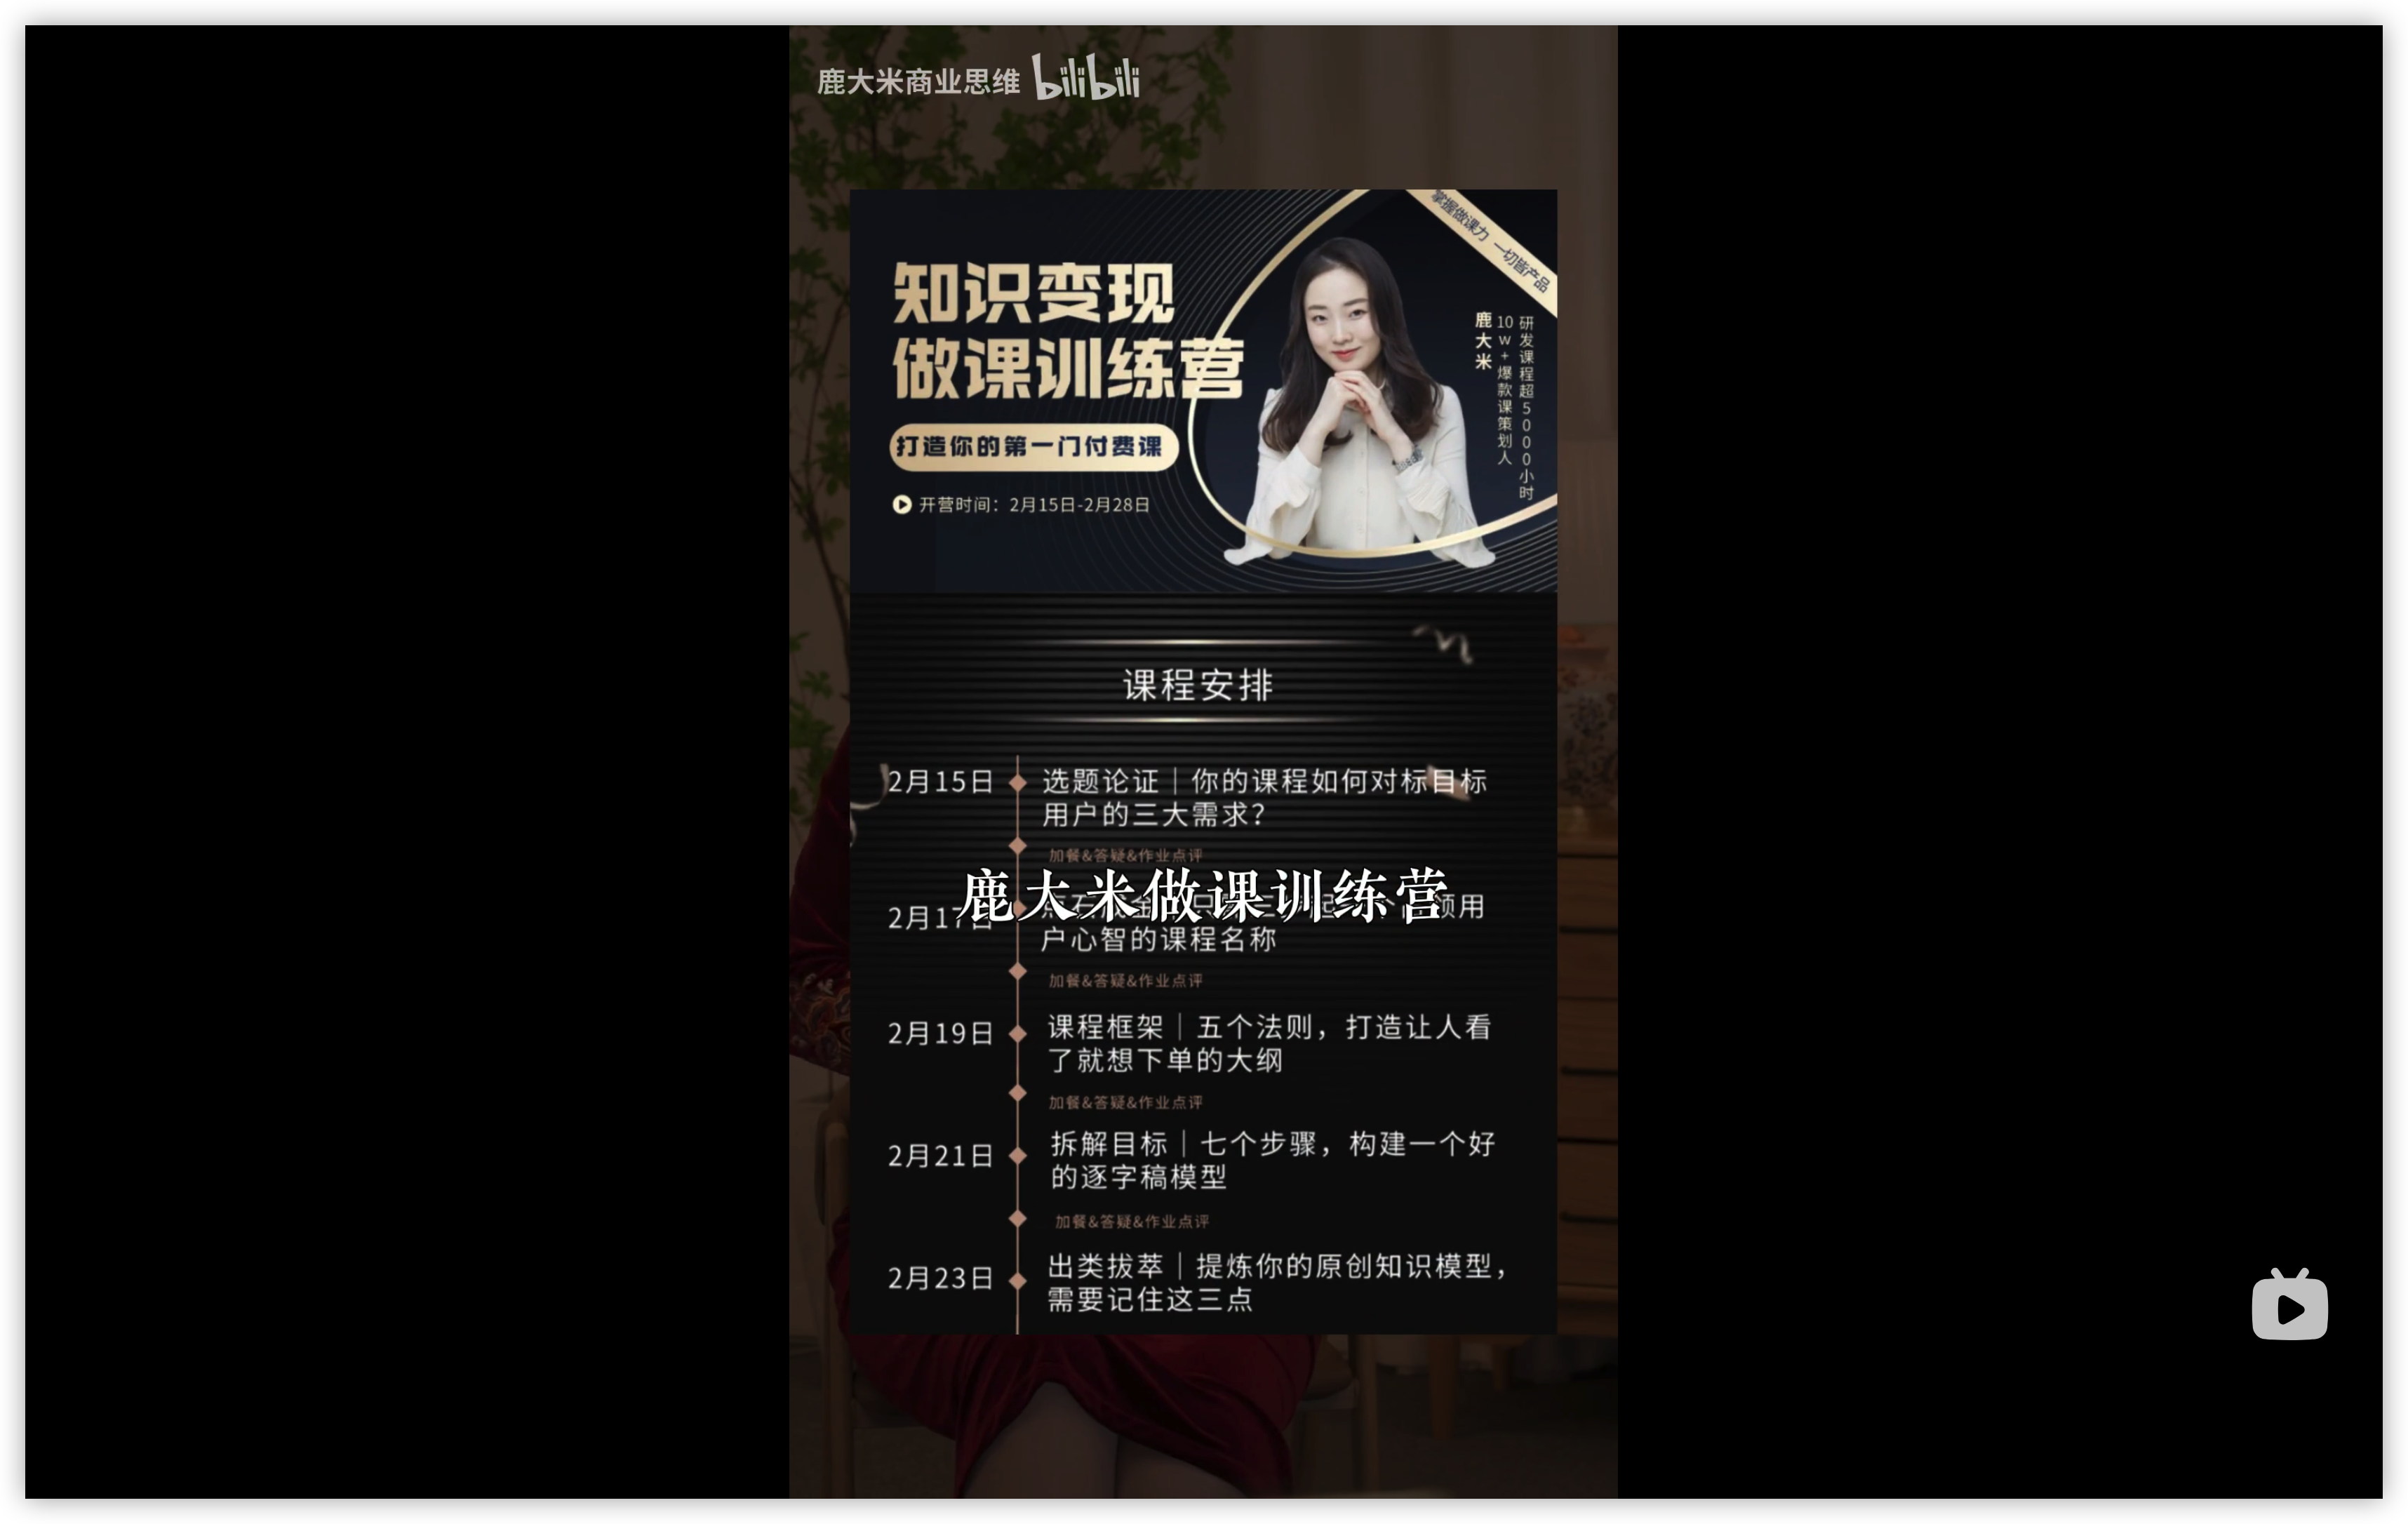 鹿大米商业思维 bilibili
掌握做课力 一切皆产品
知识变现
做课训练营
打造你的第一门付费课
开营时间：2月15日-2月28日
鹿大米
10w+爆款课策划人
研发课程超5000小时
课程安排
2月15日 选题论证｜你的课程如何对标目标
用户的三大需求？
加餐&答疑&作业点评
鹿大米做课训练营
2月17日
用
户心智的课程名称
加餐&答疑&作业点评
2月19日 课程框架｜五个法则，打造让人看
了就想下单的大纲
加餐&答疑&作业点评
2月21日 拆解目标｜七个步骤，构建一个好
的逐字稿模型
加餐&答疑&作业点评
2月23日 出类拔萃｜提炼你的原创知识模型，
需要记住这三点